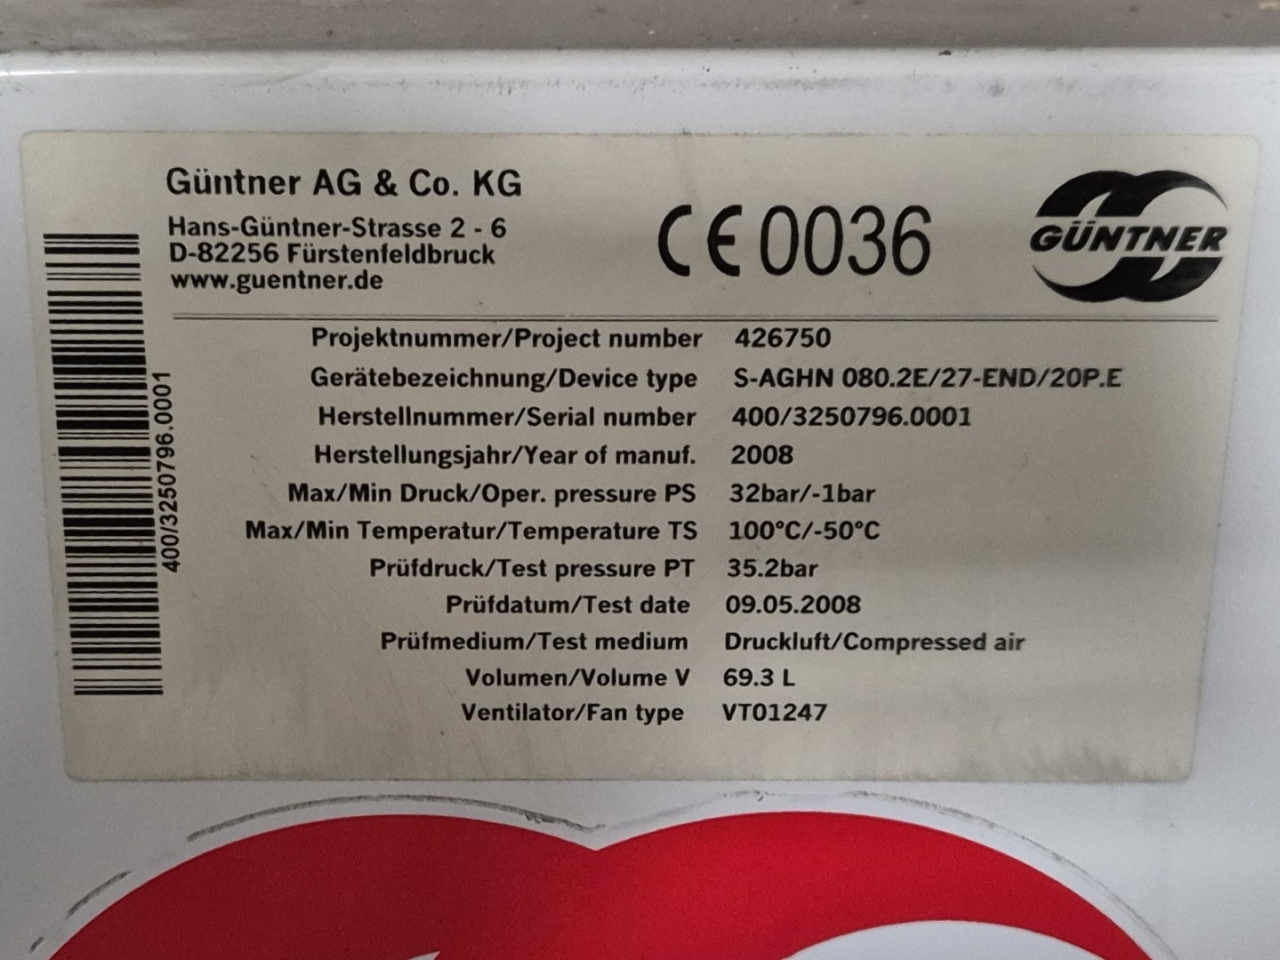 Güntner AG & Co. KG
Hans-Güntner-Strasse 2 - 6
D-82256 Fürstenfeldbruck
www.guentner.de
CE 0036
GÜNTNER
400/3250796.0001
Projektnummer/Project number 426750
Gerätebezeichnung/Device type S-AGHN 080.2E/27-END/20P.E
Herstellnummer/Serial number 400/3250796.0001
Herstellungsjahr/Year of manuf. 2008
Max/Min Druck/Oper. pressure PS 32bar/-1bar
Max/Min Temperatur/Temperature TS 100°C/-50°C
Prüfdruck/Test pressure PT 35.2bar
Prüfdatum/Test date 09.05.2008
Prüfmedium/Test medium Druckluft/Compressed air
Volumen/Volume V 69.3 L
Ventilator/Fan type VT01247